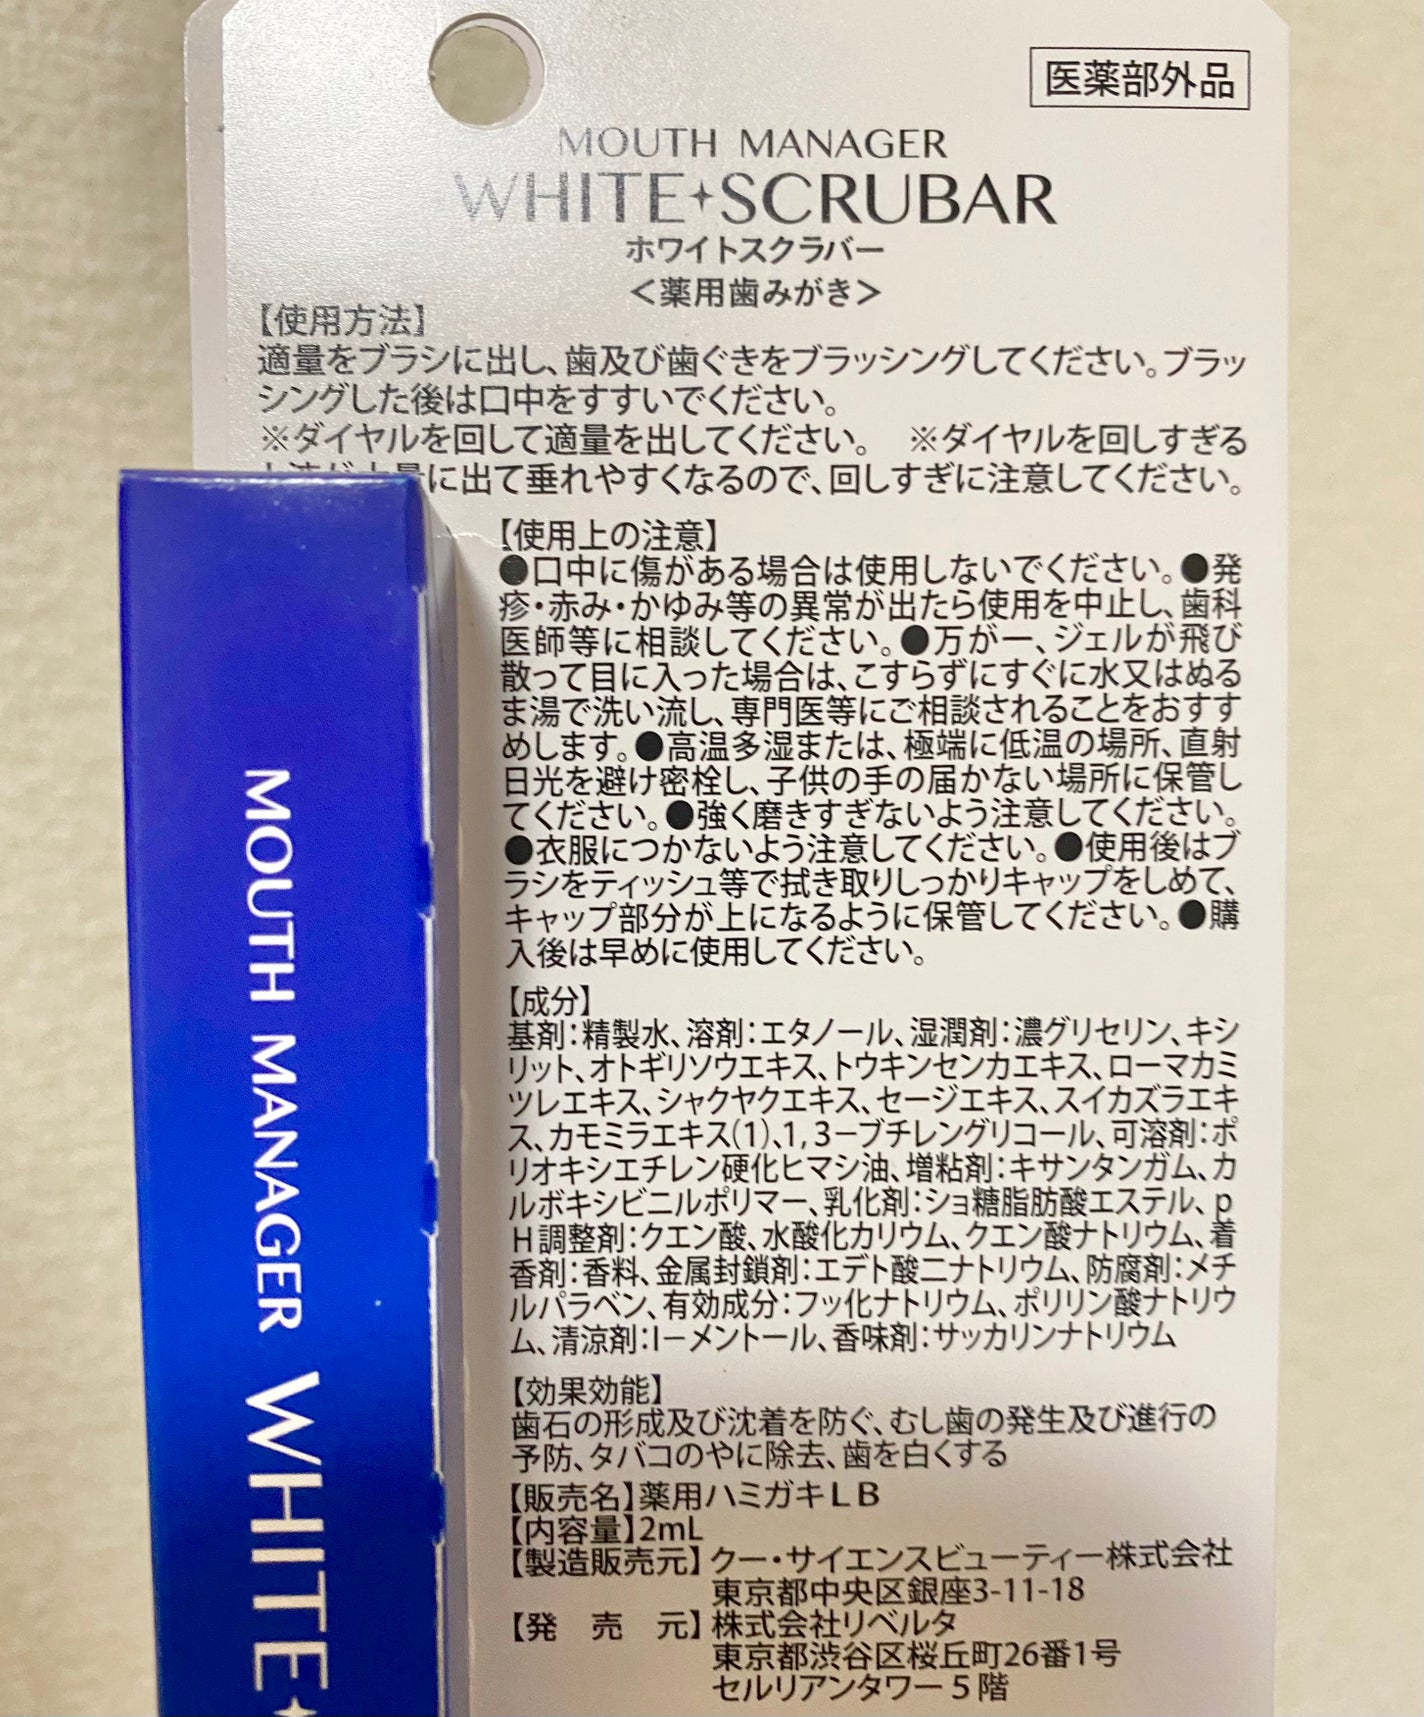 医薬部外品
MOUTH MANAGER
WHITE✦SCRUBAR
ホワイトスクラバー
＜薬用歯みがき＞
【使用方法】
適量をブラシに出し、歯及び歯ぐきをブラッシングしてください。ブラッ
シングした後は口中をすすいでください。
※ダイヤルを回して適量を出してください。　※ダイヤルを回しすぎる
に出て垂れやすくなるので、回しすぎに注意してください。
【使用上の注意】
●口中に傷がある場合は使用しないでください。●発
疹・赤み・かゆみ等の異常が出たら使用を中止し、歯科
医師等に相談してください。●万が一、ジェルが飛び
散って目に入った場合は、こすらずにすぐに水又はぬる
ま湯で洗い流し、専門医等にご相談されることをおすす
めします。●高温多湿または、極端に低温の場所、直射
日光を避け密栓し、子供の手の届かない場所に保管し
てください。●強く磨きすぎないよう注意してください。
●衣服につかないよう注意してください。●使用後はブ
ラシをティッシュ等で拭き取りしっかりキャップをしめて、
キャップ部分が上になるように保管してください。●購
入後は早めに使用してください。
【成分】
基剤：精製水、溶剤：エタノール、湿潤剤：濃グリセリン、キシ
リット、オトギリソウエキス、トウキンセンカエキス、ローマカミ
ツレエキス、シャクヤクエキス、セージエキス、スイカズラエキ
ス、カモミラエキス(1)、1,3－ブチレングリコール、可溶剤：ポ
リオキシエチレン硬化ヒマシ油、増粘剤：キサンタンガム、カ
ルボキシビニルポリマー、乳化剤：ショ糖脂肪酸エステル、p
H調整剤：クエン酸、水酸化カリウム、クエン酸ナトリウム、着
香剤：香料、金属封鎖剤：エデト酸二ナトリウム、防腐剤：メチ
ルパラベン、有効成分：フッ化ナトリウム、ポリリン酸ナトリウ
ム、清涼剤：l－メントール、香味剤：サッカリンナトリウム
【効果効能】
歯石の形成及び沈着を防ぐ、むし歯の発生及び進行の
予防、タバコのやに除去、歯を白くする
【販売名】薬用ハミガキLB
【内容量】2mL
【製造販売元】クー・サイエンスビューティー株式会社
東京都中央区銀座3-11-18
【発　売　元】株式会社リベルタ
東京都渋谷区桜丘町26番1号
セルリアンタワー5階
MOUTH MANAGER WHITE✦